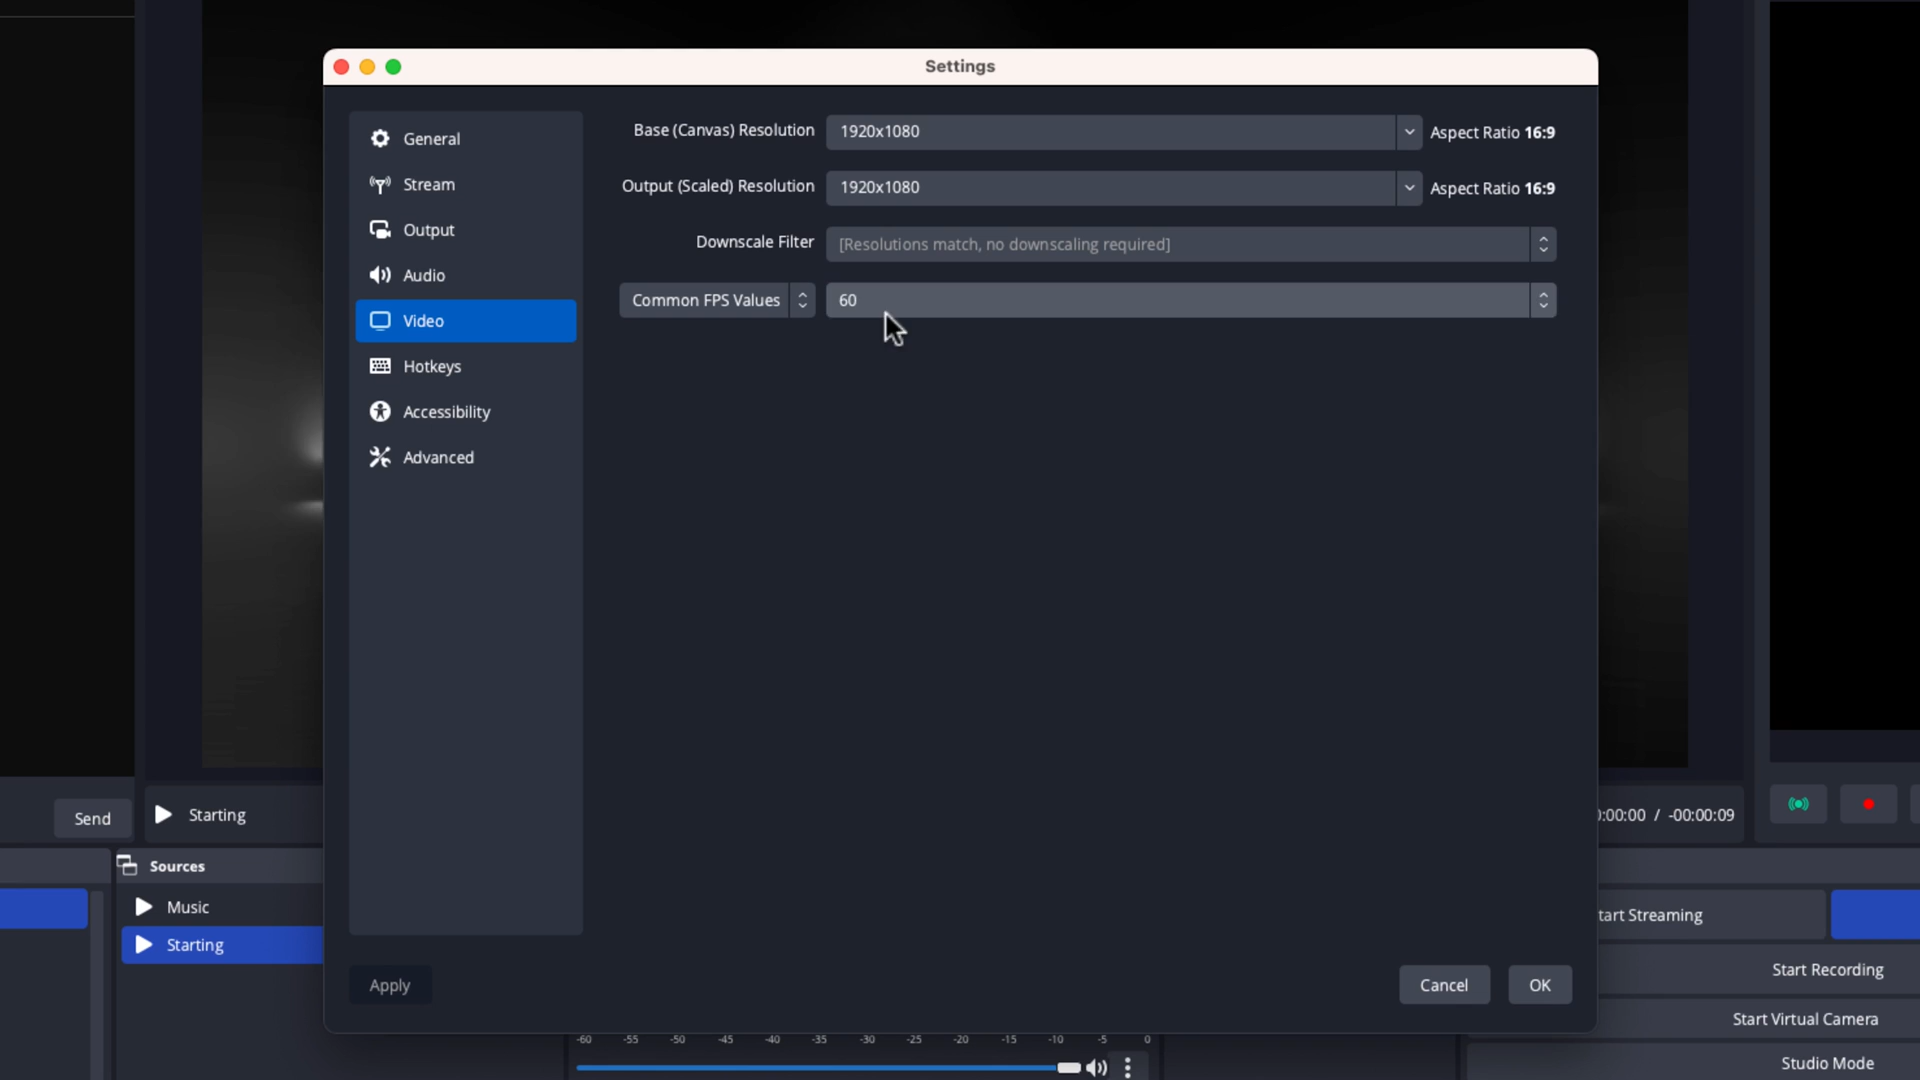 Settings
General
Stream
Output
Audio
Video
Hotkeys
Accessibility
Advanced
Base (Canvas) Resolution 1920x1080 Aspect Ratio 16:9
Output (Scaled) Resolution 1920x1080 Aspect Ratio 16:9
Downscale Filter [Resolutions match, no downscaling required]
Common FPS Values 60
Apply Cancel OK
Send Starting
:00:00 / -00:00:09
Sources
Music
Starting
tart Streaming
Start Recording
Start Virtual Camera
Studio Mode
-60 -55 -50 -45 -40 -35 -30 -25 -20 -15 -10 -5 0